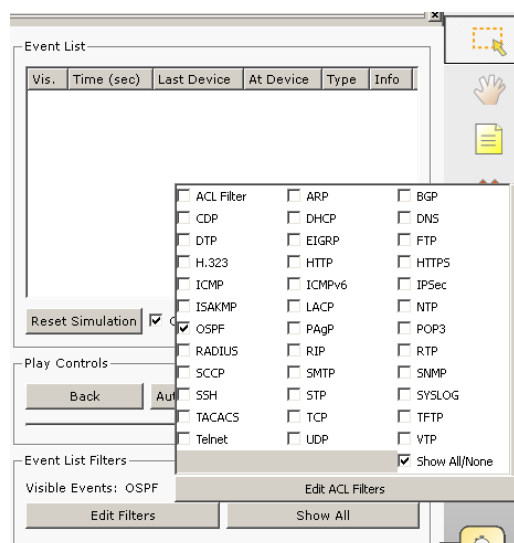 Event List
Vis. Time (sec) Last Device At Device Type Info
ACL Filter ARP BGP
CDP DHCP DNS
DTP EIGRP FTP
H.323 HTTP HTTPS
ICMP ICMPv6 IPSec
ISAKMP LACP NTP
Reset Simulation
OSPF PAgP POP3
RADIUS RIP RTP
Play Controls
SCCP SMTP SNMP
Back
SSH STP SYSLOG
TACACS TCP TFTP
Telnet UDP VTP
Event List Filters
Show All/None
Visible Events: OSPF
Edit ACL Filters
Edit Filters Show All